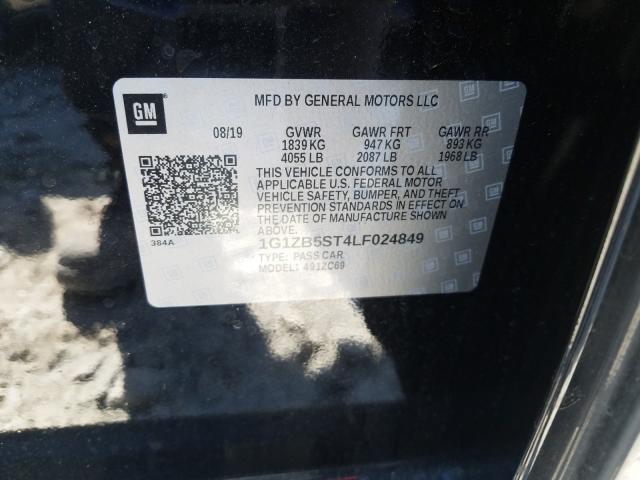 GM
MFD BY GENERAL MOTORS LLC
08/19 GVWR GAWR FRT GAWR RR
1839 KG 947 KG 893 KG
4055 LB 2087 LB 1968 LB
THIS VEHICLE CONFORMS TO ALL
APPLICABLE U.S. FEDERAL MOTOR
VEHICLE SAFETY, BUMPER, AND THEFT
PREVENTION STANDARDS IN EFFECT ON
THE DATE OF MANUFACTURE SHOWN
ABOVE.
384A
1G1ZB5ST4LF024849
TYPE: PASS CAR
MODEL: 491ZC69